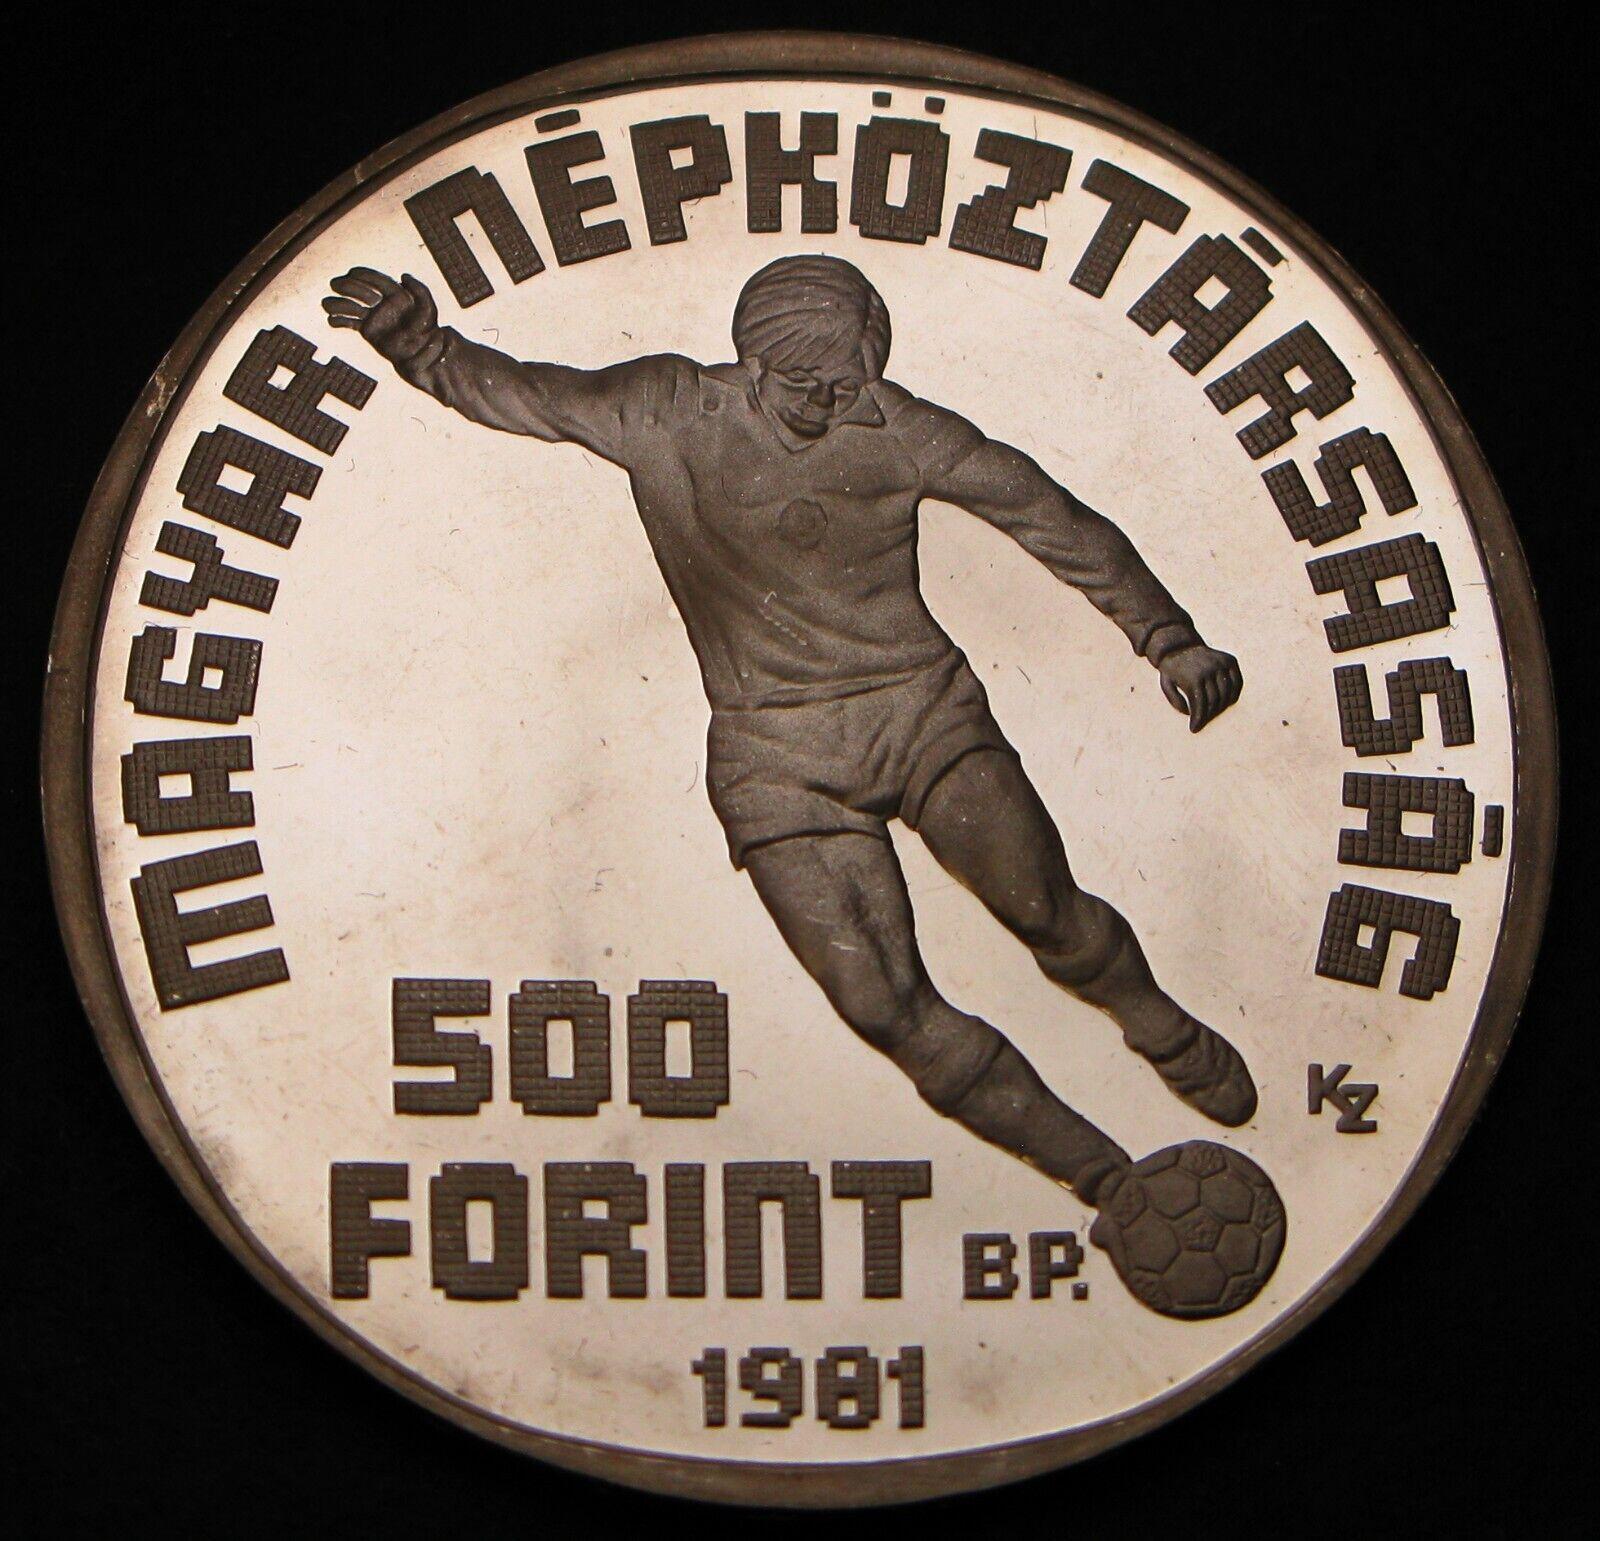 MAGYAR NÉPKÖZTÁRSASÁG
500
FORINT BP.
1981
KZ